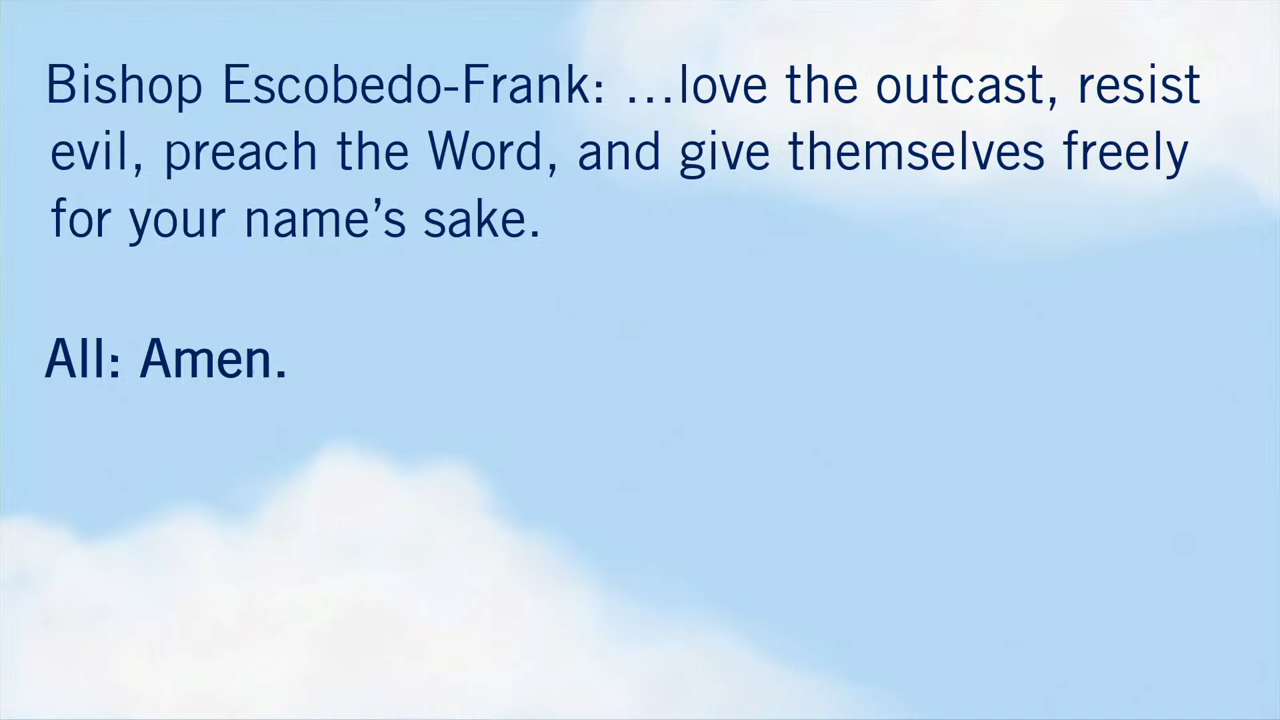 Bishop Escobedo-Frank: …love the outcast, resist
evil, preach the Word, and give themselves freely
for your name’s sake.
All: Amen.